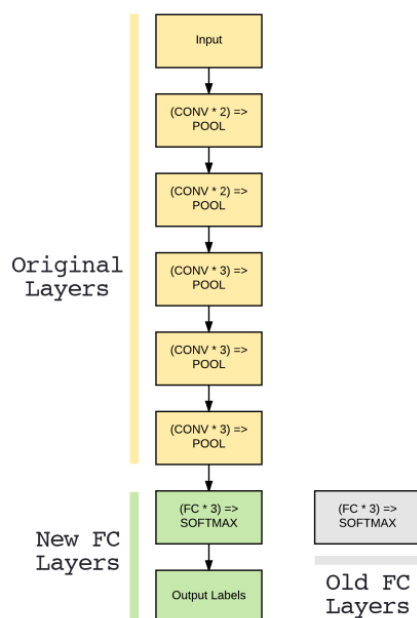 Input
(CONV * 2) =>
POOL
(CONV * 2) =>
POOL
Original
Layers
(CONV * 3) =>
POOL
(CONV * 3) =>
POOL
(CONV * 3) =>
POOL
New FC
Layers
(FC * 3) =>
SOFTMAX
Output Labels
(FC * 3) =>
SOFTMAX
Old FC
Layers